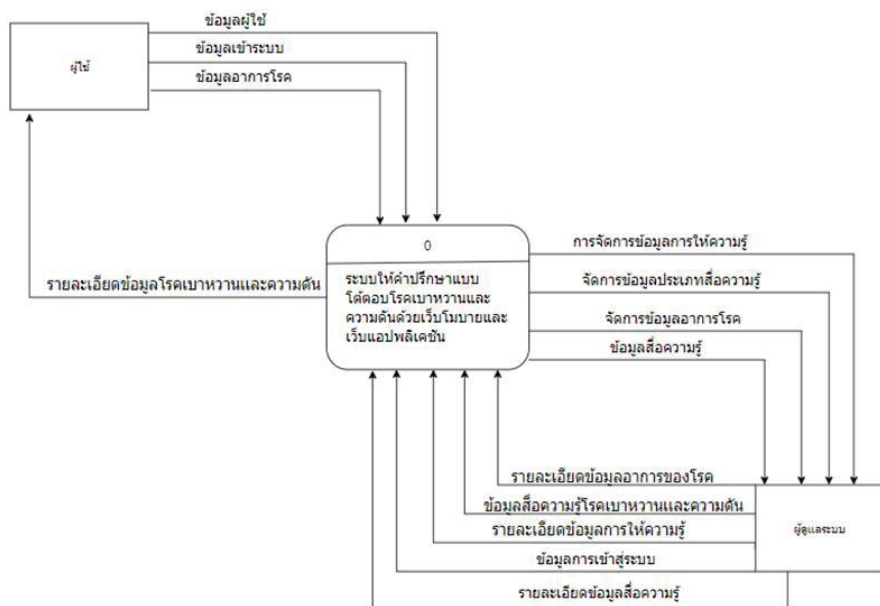 ข้อมูลผู้ใช้
ข้อมูลเข้าระบบ
ผู้ใช้
ข้อมูลอาการโรค
0
การจัดการข้อมูลการให้ความรู้
รายละเอียดข้อมูลโรคเบาหวานและความดัน
ระบบให้คำปรึกษาแบบ
โต้ตอบโรคเบาหวานและ
ความดันด้วยเว็บโมบายและ
เว็บแอปพลิเคชัน
จัดการข้อมูลประเภทสื่อความรู้
จัดการข้อมูลอาการโรค
ข้อมูลสื่อความรู้
รายละเอียดข้อมูลอาการของโรค
ข้อมูลสื่อความรู้โรคเบาหวานและความดัน
รายละเอียดข้อมูลการให้ความรู้
ผู้ดูแลระบบ
ข้อมูลการเข้าสู่ระบบ
รายละเอียดข้อมูลสื่อความรู้